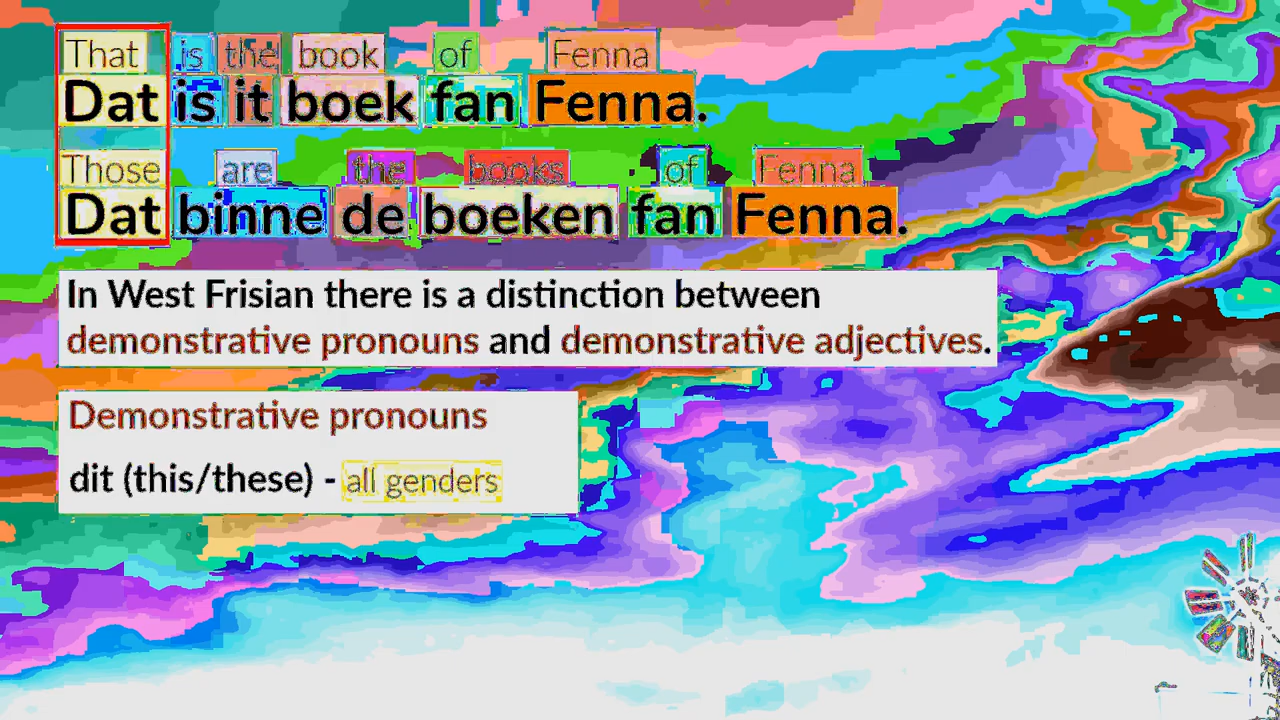 That is the book of Fenna
Dat is it boek fan Fenna.
Those are the books of Fenna
Dat binne de boeken fan Fenna.
In West Frisian there is a distinction between
demonstrative pronouns and demonstrative adjectives.
Demonstrative pronouns
dit (this/these) - all genders